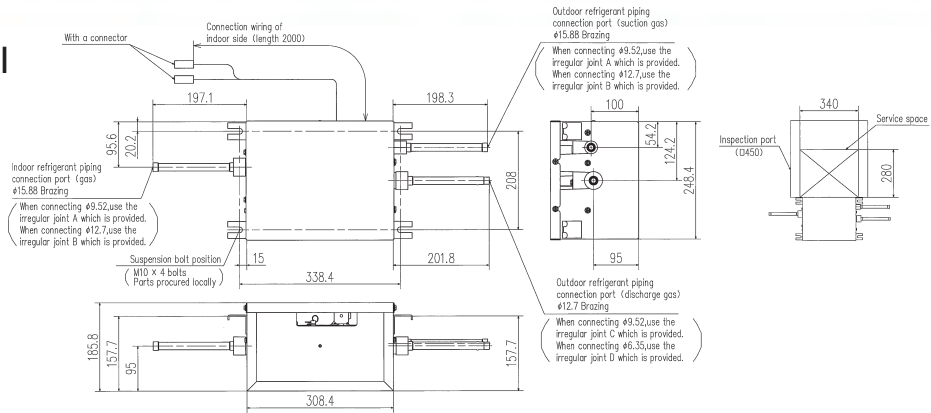 With a connector
Connection wiring of
indoor side (length 2000)
Outdoor refrigerant piping
connection port (suction gas)
φ15.88 Brazing
When connecting φ9.52,use the
irregular joint A which is provided.
When connecting φ12.7,use the
irregular joint B which is provided.
197.1
198.3
95.6
20.2
208
Indoor refrigerant piping
connection port (gas)
φ15.88 Brazing
When connecting φ9.52,use the
irregular joint A which is provided.
When connecting φ12.7,use the
irregular joint B which is provided.
Suspension bolt position
( M10 × 4 bolts
Parts procured locally )
15
338.4
201.8
100
54.2
124.2
248.4
95
340
Service space
Inspection port
(□450)
280
Outdoor refrigerant piping
connection port (discharge gas)
φ12.7 Brazing
When connecting φ9.52,use the
irregular joint C which is provided.
When connecting φ6.35,use the
irregular joint D which is provided.
185.8
157.7
95
157.7
308.4